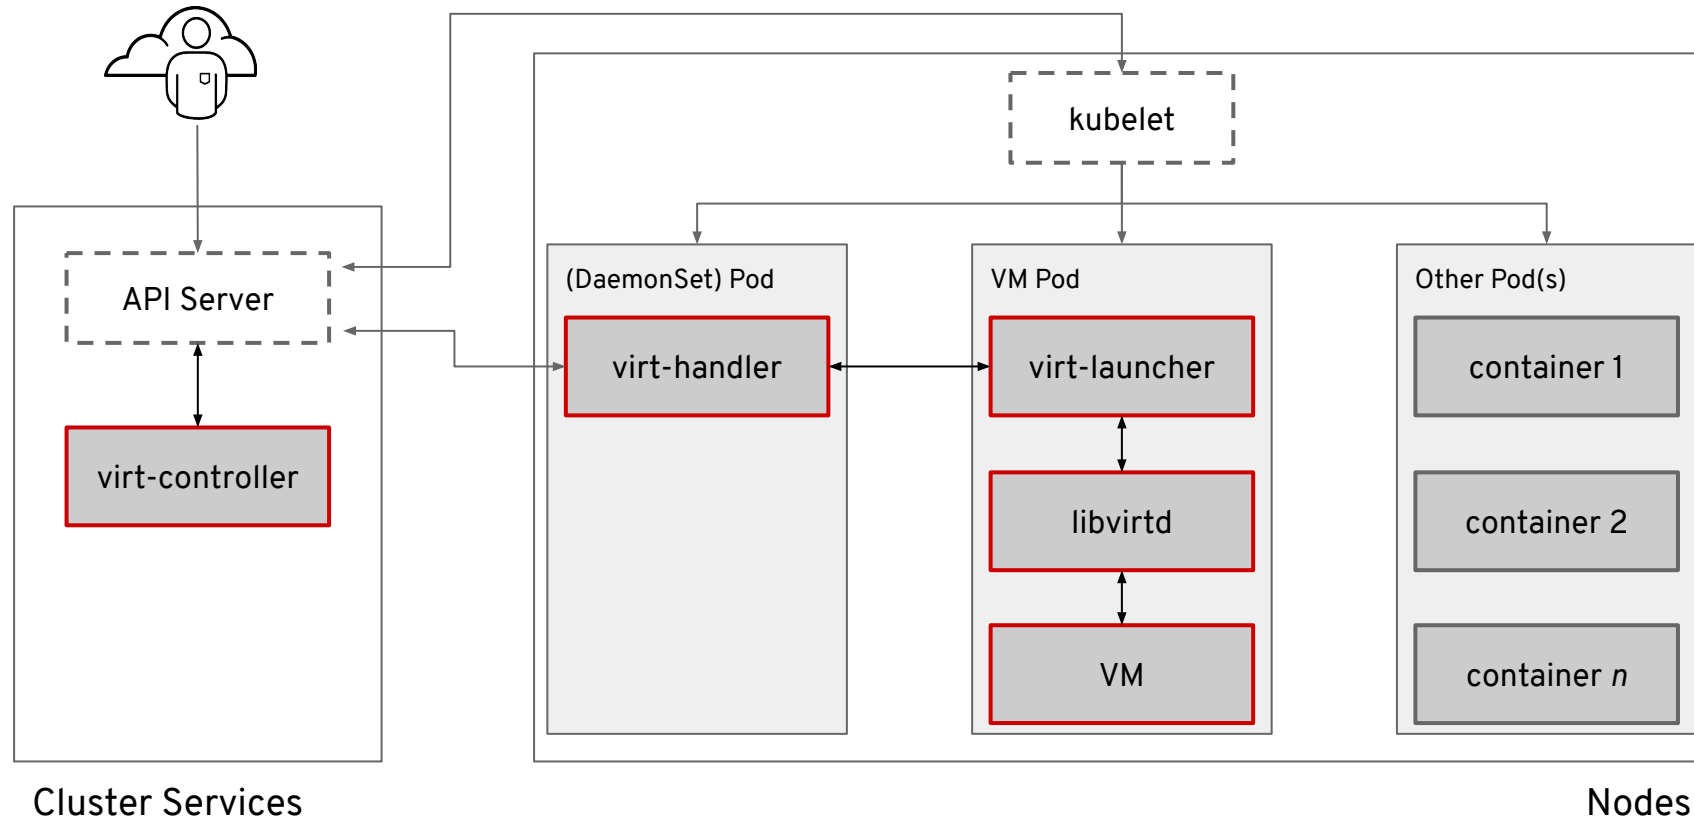 kubelet
API Server
virt-controller
Cluster Services
(DaemonSet) Pod
virt-handler
VM Pod
virt-launcher
libvirtd
VM
Other Pod(s)
container 1
container 2
container n
Nodes